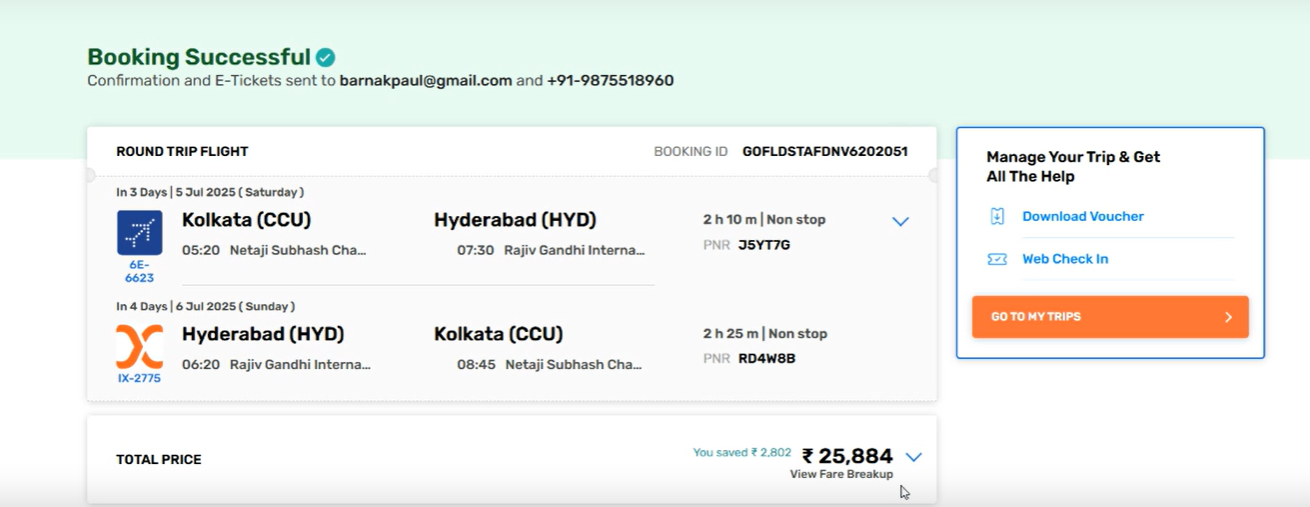 Booking Successful
Confirmation and E-Tickets sent to barnakpaul@gmail.com and +91-9875518960
ROUND TRIP FLIGHT
BOOKING ID GOFLDSTAFDNV6202051
In 3 Days | 5 Jul 2025 ( Saturday )
Kolkata (CCU) Hyderabad (HYD) 2 h 10 m | Non stop
05:20 Netaji Subhash Cha... 07:30 Rajiv Gandhi Interna... PNR J5YT7G
6E-
6623
In 4 Days | 6 Jul 2025 ( Sunday )
Hyderabad (HYD) Kolkata (CCU) 2 h 25 m | Non stop
06:20 Rajiv Gandhi Interna... 08:45 Netaji Subhash Cha... PNR RD4W8B
IX-2775
TOTAL PRICE You saved ₹ 2,802 ₹ 25,884
View Fare Breakup
Manage Your Trip & Get
All The Help
Download Voucher
Web Check In
GO TO MY TRIPS